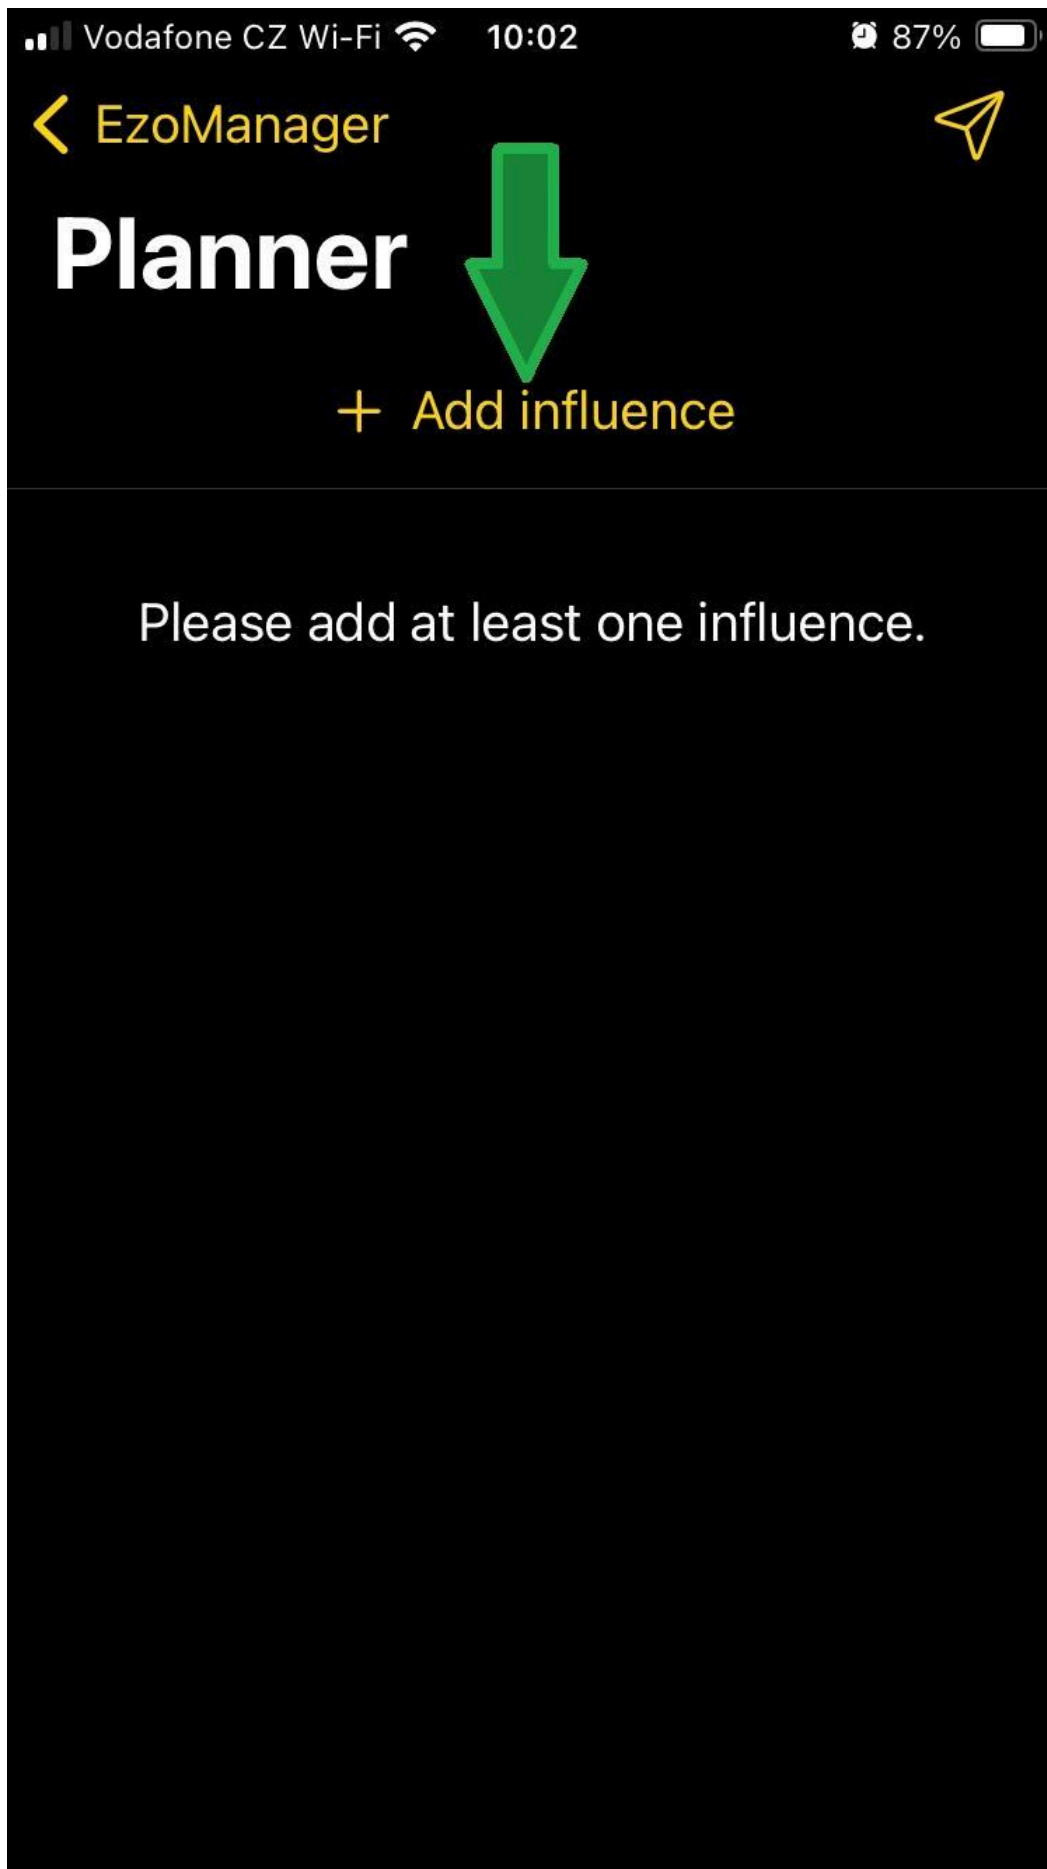 Vodafone CZ Wi-Fi 10:02 87%
EzoManager
Planner
+ Add influence
Please add at least one influence.